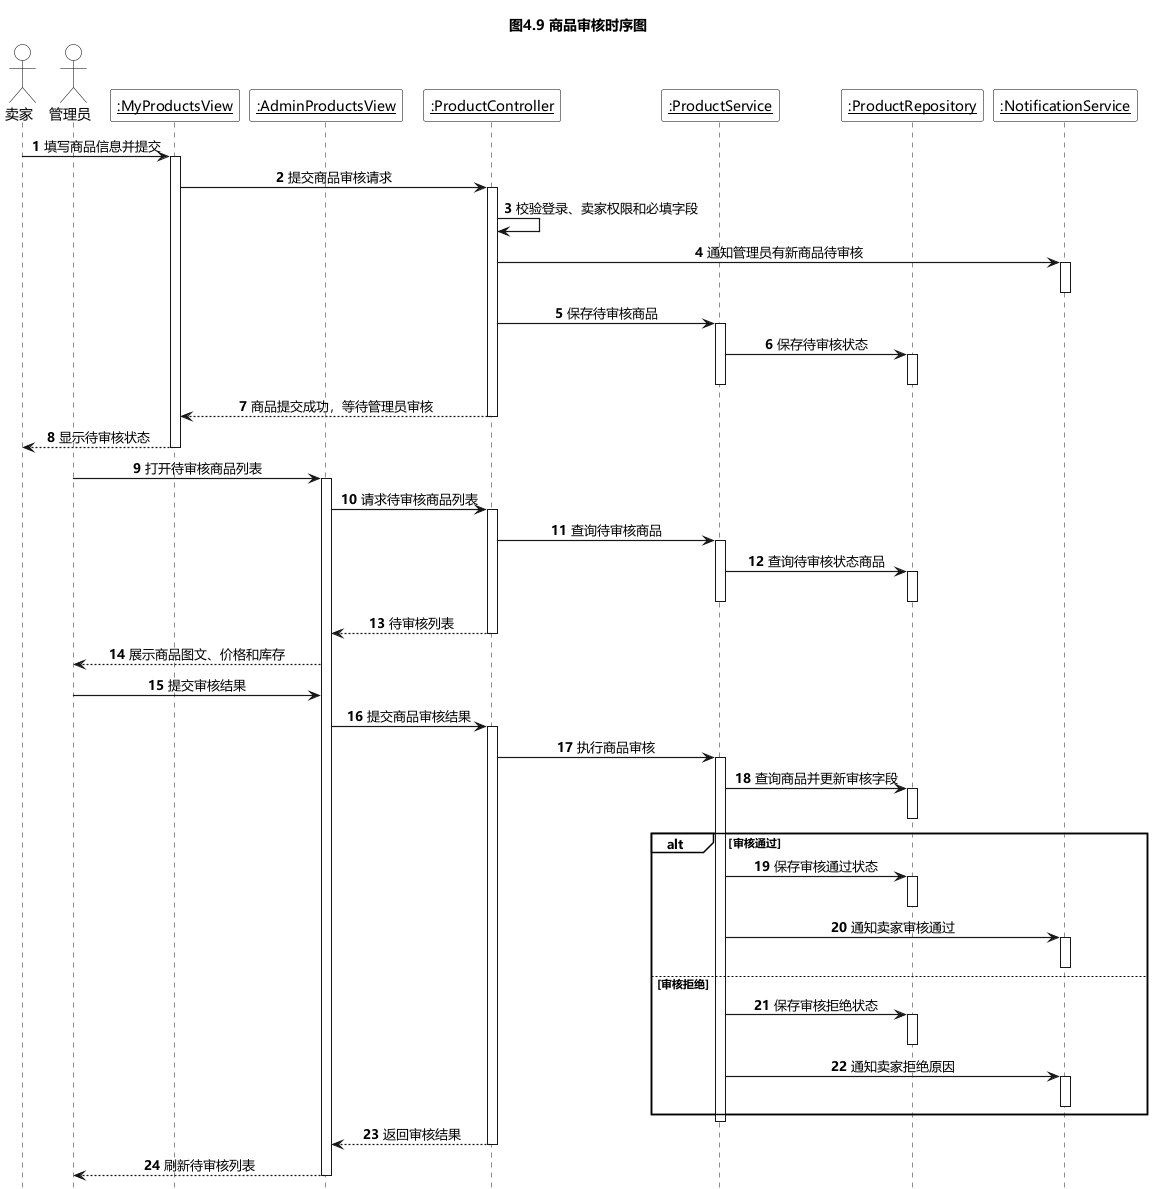 图4.9 商品审核时序图
卖家
管理员
:MyProductsView
:AdminProductsView
:ProductController
:ProductService
:ProductRepository
:NotificationService
1 填写商品信息并提交
2 提交商品审核请求
3 校验登录、卖家权限和必填字段
4 通知管理员有新商品待审核
5 保存待审核商品
6 保存待审核状态
7 商品提交成功，等待管理员审核
8 显示待审核状态
9 打开待审核商品列表
10 请求待审核商品列表
11 查询待审核商品
12 查询待审核状态商品
13 待审核列表
14 展示商品图文、价格和库存
15 提交审核结果
16 提交商品审核结果
17 执行商品审核
18 查询商品并更新审核字段
alt [审核通过]
19 保存审核通过状态
20 通知卖家审核通过
[审核拒绝]
21 保存审核拒绝状态
22 通知卖家拒绝原因
23 返回审核结果
24 刷新待审核列表